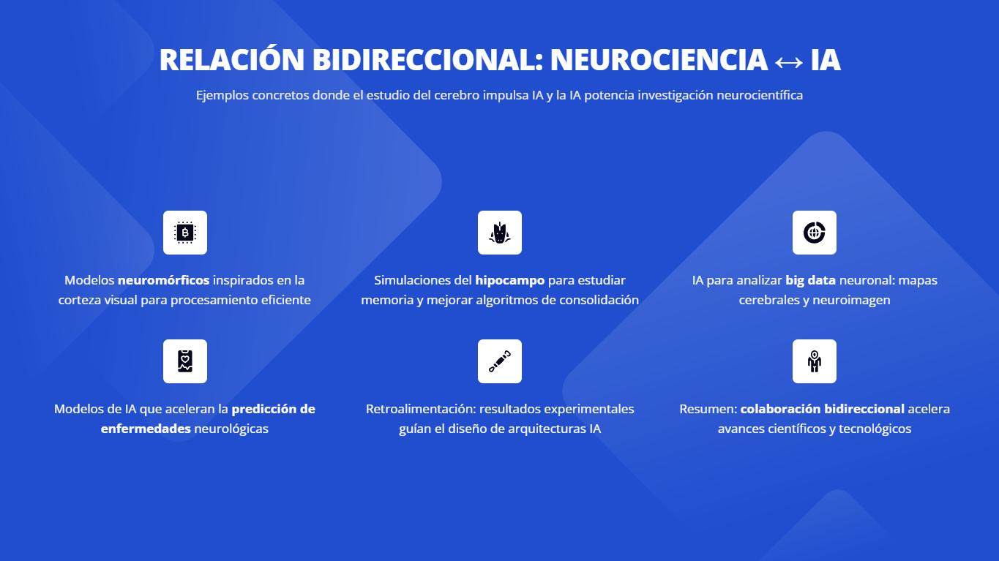 RELACIÓN BIDIRECCIONAL: NEUROCIENCIA ↔ IA
Ejemplos concretos donde el estudio del cerebro impulsa IA y la IA potencia investigación neurocientífica
Modelos neuromórficos inspirados en la
corteza visual para procesamiento eficiente
Simulaciones del hipocampo para estudiar
memoria y mejorar algoritmos de consolidación
IA para analizar big data neuronal: mapas
cerebrales y neuroimagen
Modelos de IA que aceleran la predicción de
enfermedades neurológicas
Retroalimentación: resultados experimentales
guían el diseño de arquitecturas IA
Resumen: colaboración bidireccional acelera
avances científicos y tecnológicos